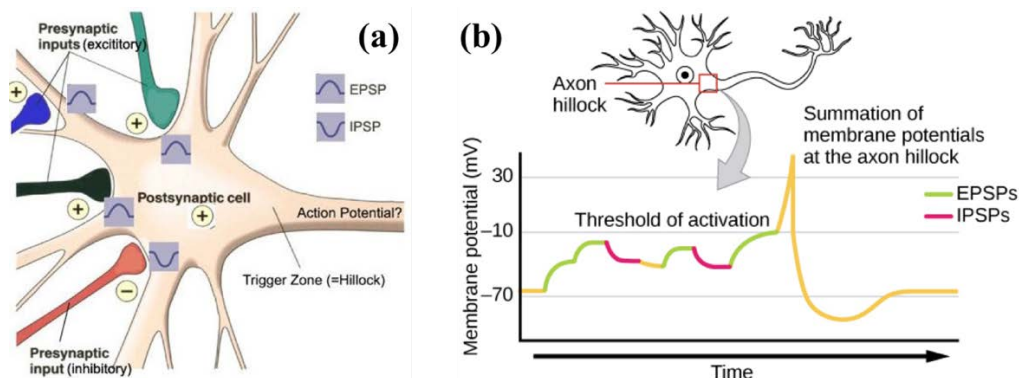 (a)
Presynaptic
inputs (excititory)
EPSP
IPSP
Postsynaptic cell
Action Potential?
Trigger Zone (=Hillock)
Presynaptic
input (inhibitory)
+
+
+
+
−
(b)
Axon
hillock
Summation of
membrane potentials
at the axon hillock
Membrane potential (mV)
30
−10
−70
Threshold of activation
EPSPs
IPSPs
Time